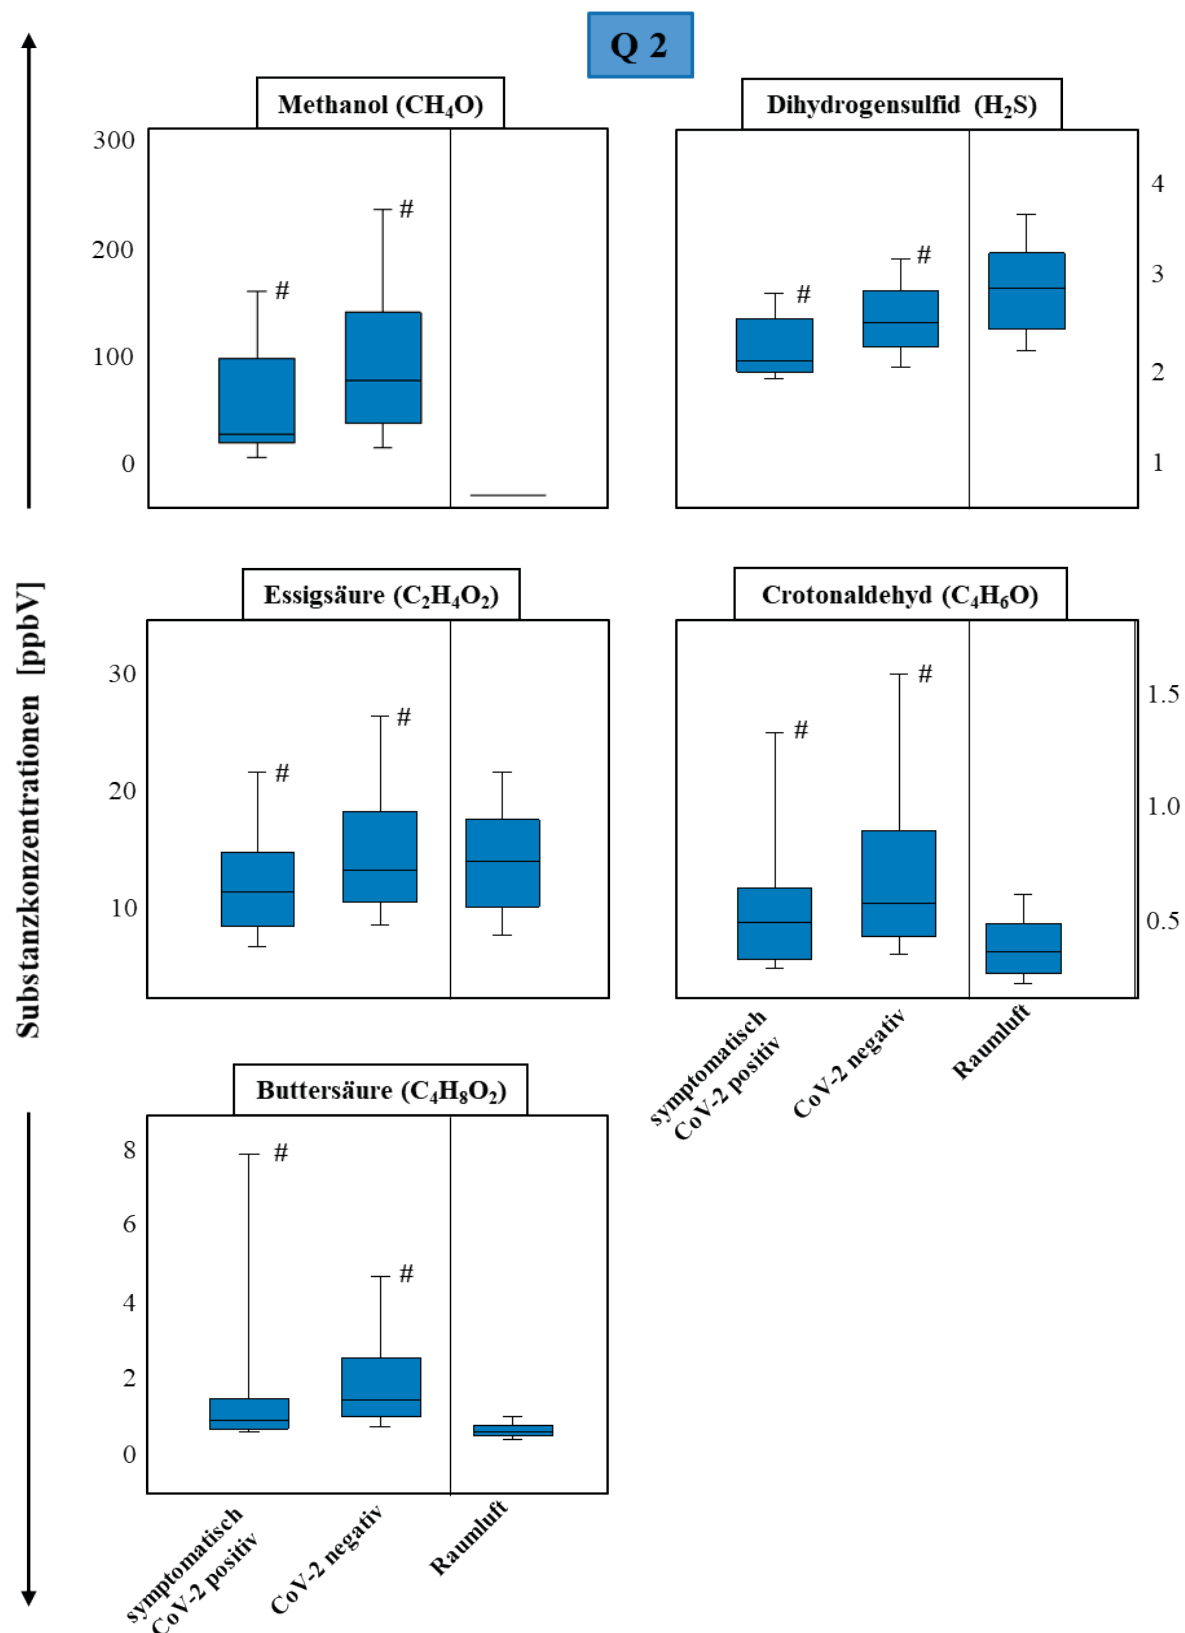 Q 2
Methanol (CH₄O)
300
200
100
0
#
#
Dihydrogensulfid (H₂S)
4
3
2
1
#
#
Substanzkonzentrationen [ppbV]
Essigsäure (C₂H₄O₂)
30
20
10
#
#
Crotonaldehyd (C₄H₆O)
1.5
1.0
0.5
#
#
symptomatisch
CoV-2 positiv
CoV-2 negativ
Raumluft
Buttersäure (C₄H₈O₂)
8
6
4
2
0
#
#
symptomatisch
CoV-2 positiv
CoV-2 negativ
Raumluft